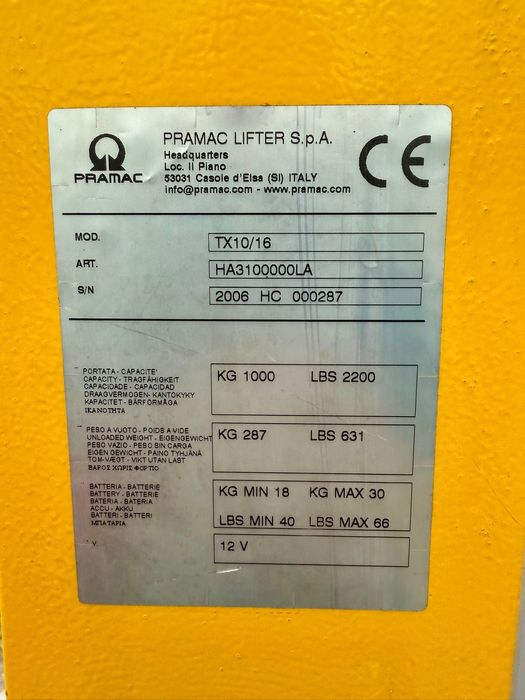 PRAMAC
PRAMAC LIFTER S.p.A.
Headquarters
Loc. Il Piano
53031 Casole d'Elsa (SI) ITALY
info@pramac.com - www.pramac.com
CE
MOD. TX10/16
ART. HA3100000LA
S/N 2006 HC 000287
PORTATA - CAPACITE'
CAPACITY - TRAGFÄHIGKEIT
CAPACIDADE - CAPACIDAD
DRAAGVERMOGEN - KANTOKYKY
KAPACITET - BÄRFÖRMÅGA
ΙΚΑΝΟΤΗΤΑ
KG 1000 LBS 2200
PESO A VUOTO - POIDS A VIDE
UNLOADED WEIGHT - EIGENGEWICHT
PESO VAZIO - PESO SIN CARGA
EIGEN GEWICHT - PAINO TYHJÄNÄ
TOM-VÆGT - VIKT UTAN LAST
ΒΑΡΟΣ ΧΩΡΙΣ ΦΟΡΤΙΟ
KG 287 LBS 631
BATTERIA - BATTERIE
BATTERY - BATTERIE
BATERIA - BATERIA
ACCU - AKKU
BATTERI - BATTERI
ΜΠΑΤΑΡΙΑ
KG MIN 18 KG MAX 30
LBS MIN 40 LBS MAX 66
V. 12 V